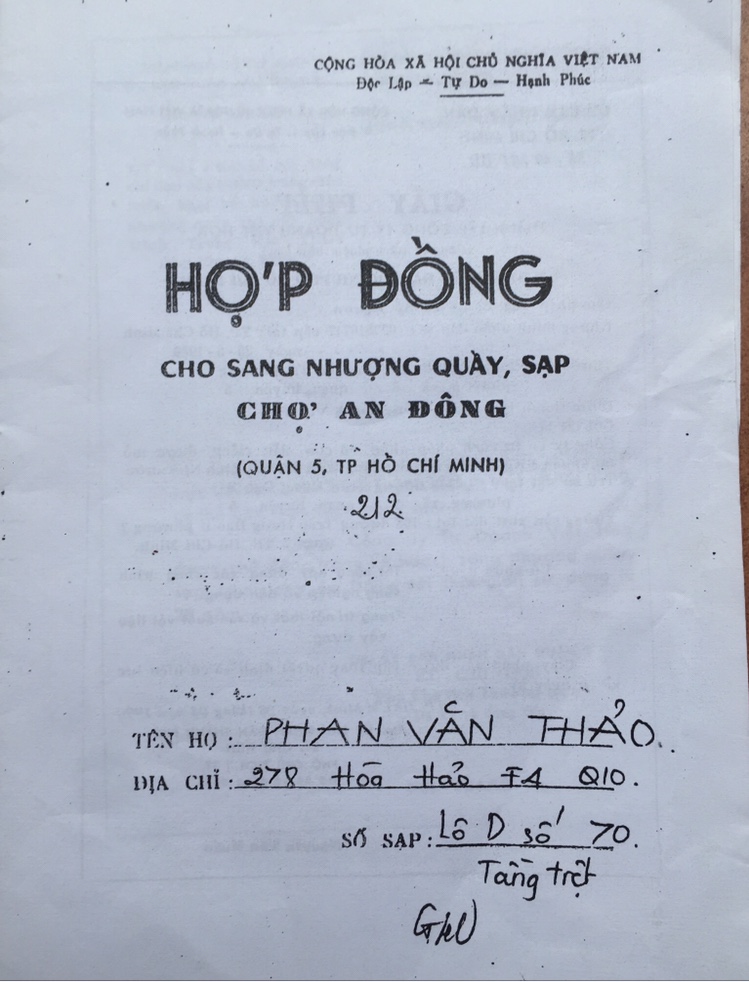 CỘNG HÒA XÃ HỘI CHỦ NGHĨA VIỆT NAM
Độc Lập — Tự Do — Hạnh Phúc
HỢP ĐỒNG
CHO SANG NHƯỢNG QUẦY, SẠP
CHỢ AN ĐÔNG
(QUẬN 5, TP HỒ CHÍ MINH)
212
TÊN HỌ : PHAN VĂN THẢO.
ĐỊA CHỈ : 278 Hòa Hảo F4 Q10.
SỐ SẠP : Lô D số 70.
Tầng trệt